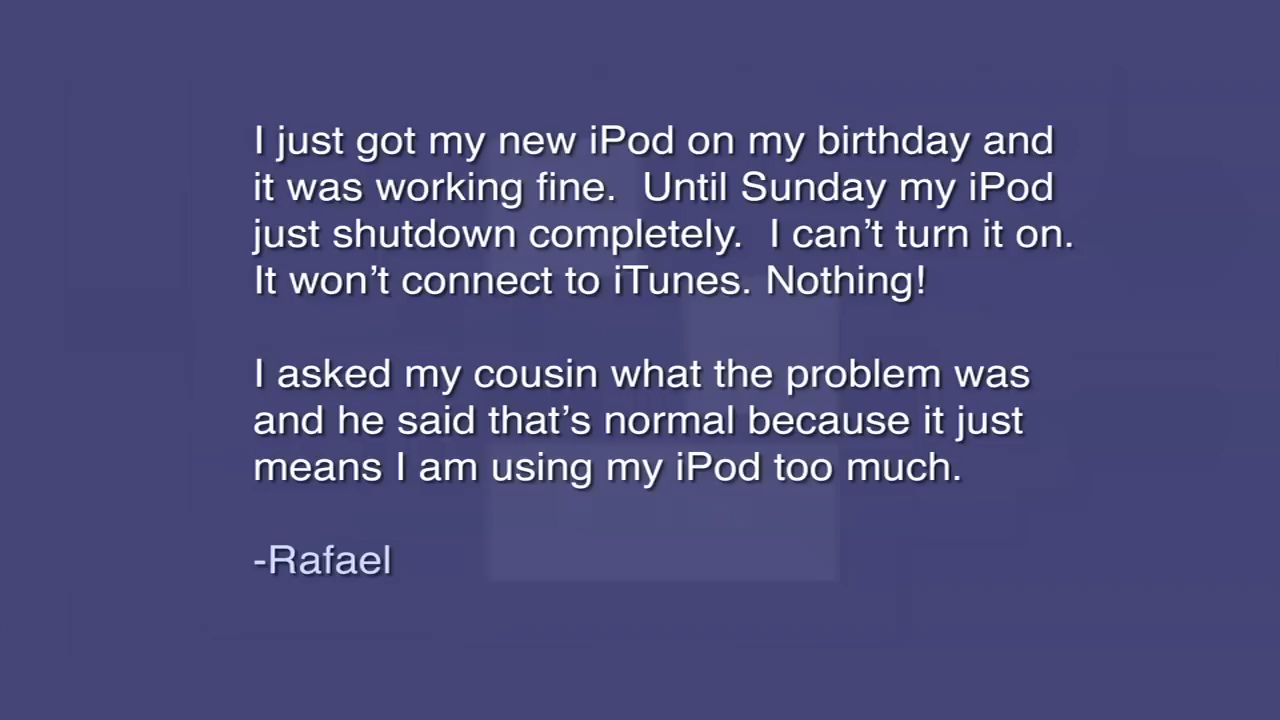 I just got my new iPod on my birthday and
it was working fine.  Until Sunday my iPod
just shutdown completely.  I can’t turn it on.
It won’t connect to iTunes. Nothing!
I asked my cousin what the problem was
and he said that’s normal because it just
means I am using my iPod too much.
-Rafael